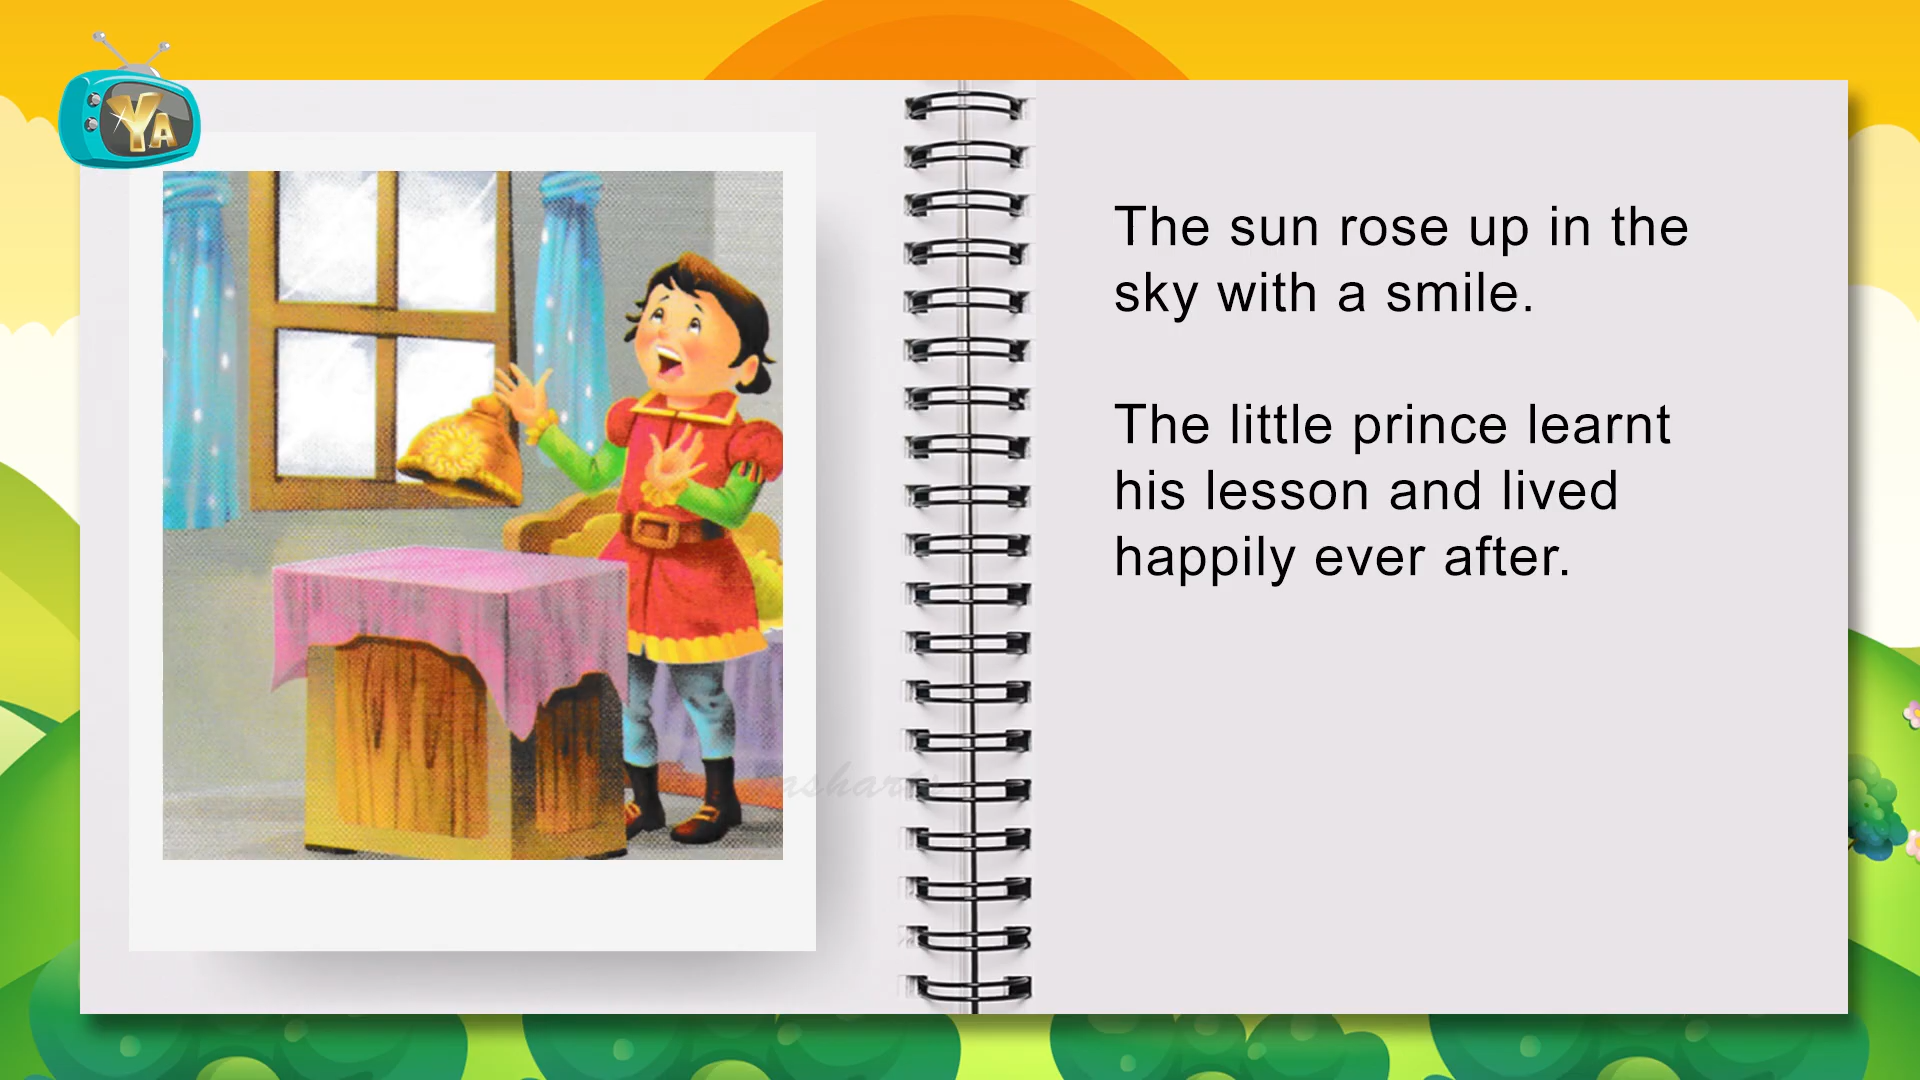 YA
The sun rose up in the
sky with a smile.
The little prince learnt
his lesson and lived
happily ever after.